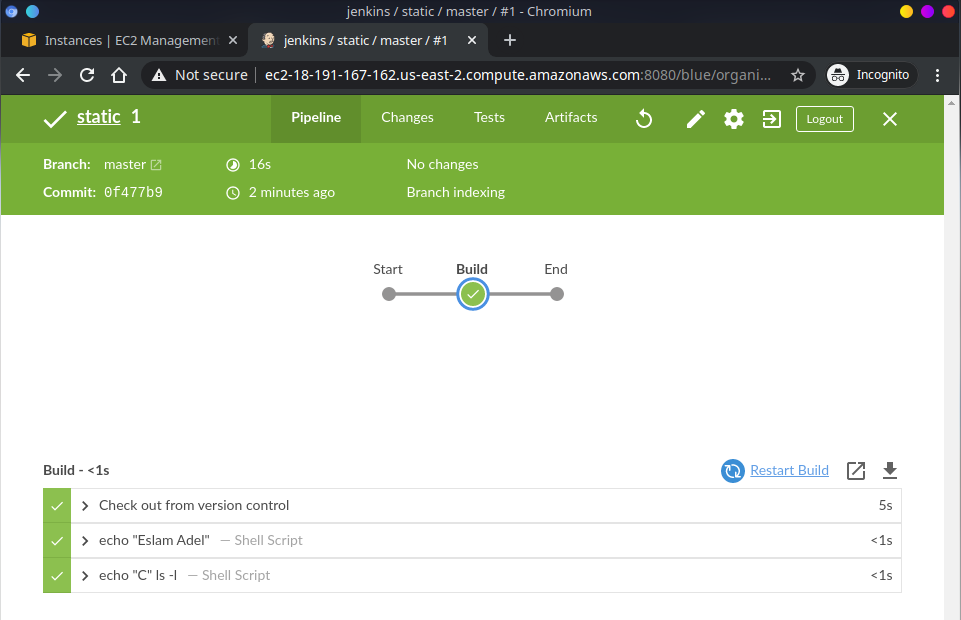 jenkins / static / master / #1 - Chromium
Instances | EC2 Management
jenkins / static / master / #1
Not secure | ec2-18-191-167-162.us-east-2.compute.amazonaws.com:8080/blue/organi...
Incognito
static 1
Pipeline
Changes
Tests
Artifacts
Logout
Branch: master
16s
No changes
Commit: 0f477b9
2 minutes ago
Branch indexing
Start
Build
End
Build - <1s
Restart Build
Check out from version control
5s
echo "Eslam Adel" — Shell Script
<1s
echo "C" ls -l — Shell Script
<1s